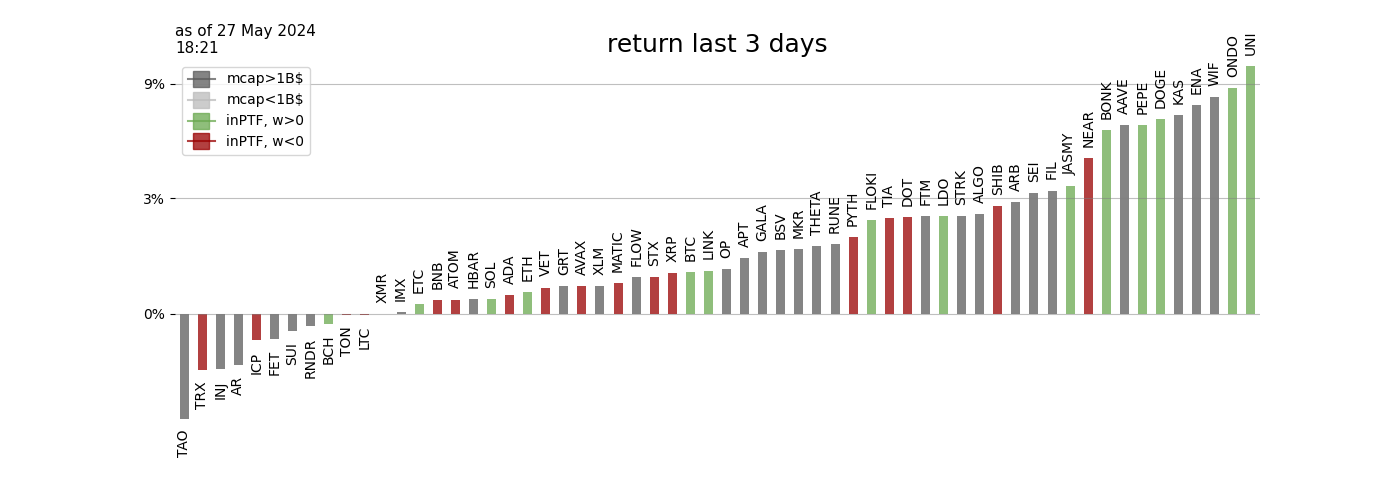 as of 27 May 2024
18:21
return last 3 days
mcap>1B$
mcap<1B$
inPTF, w>0
inPTF, w<0
9%
3%
0%
TAO
TRX
INJ
AR
ICP
FET
SUI
RNDR
BCH
TON
LTC
XMR
IMX
ETC
BNB
ATOM
HBAR
SOL
ADA
ETH
VET
GRT
AVAX
XLM
MATIC
FLOW
STX
XRP
BTC
LINK
OP
APT
GALA
BSV
MKR
THETA
RUNE
PYTH
FLOKI
TIA
DOT
FTM
LDO
STRK
ALGO
SHIB
ARB
SEI
FIL
JASMY
NEAR
BONK
AAVE
PEPE
DOGE
KAS
ENA
WIF
ONDO
UNI